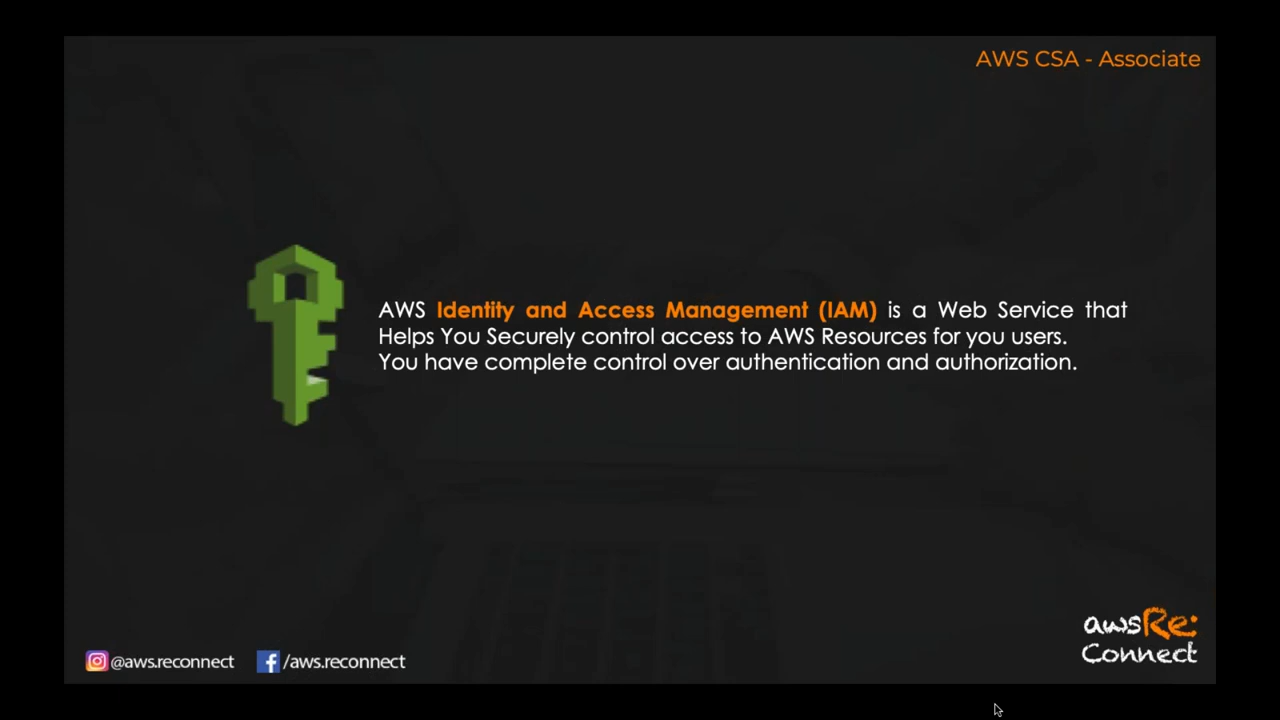 AWS CSA - Associate
AWS Identity and Access Management (IAM) is a Web Service that
Helps You Securely control access to AWS Resources for you users.
You have complete control over authentication and authorization.
@aws.reconnect
/aws.reconnect
awsRe:
Connect